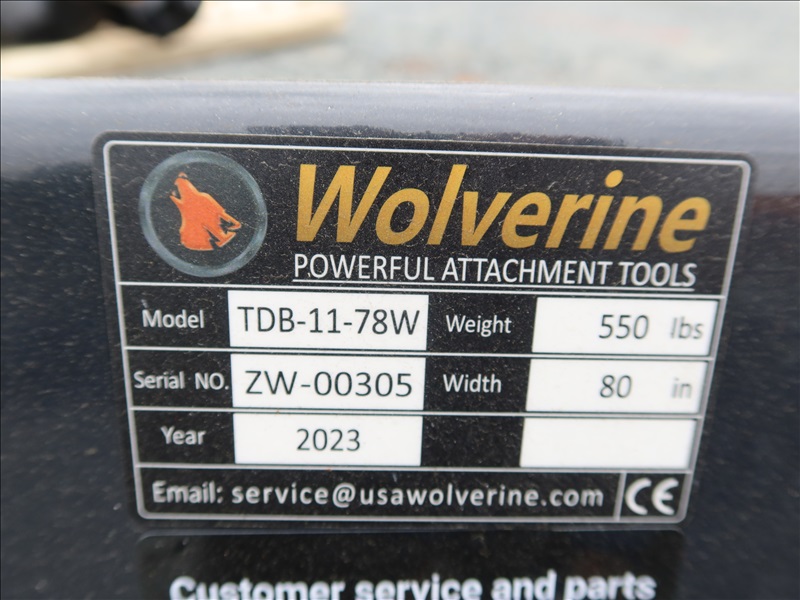 Wolverine
POWERFUL ATTACHMENT TOOLS
Model TDB-11-78W Weight 550 lbs
Serial NO. ZW-00305 Width 80 in
Year 2023
Email: service@usawolverine.com CE
Customer service and parts